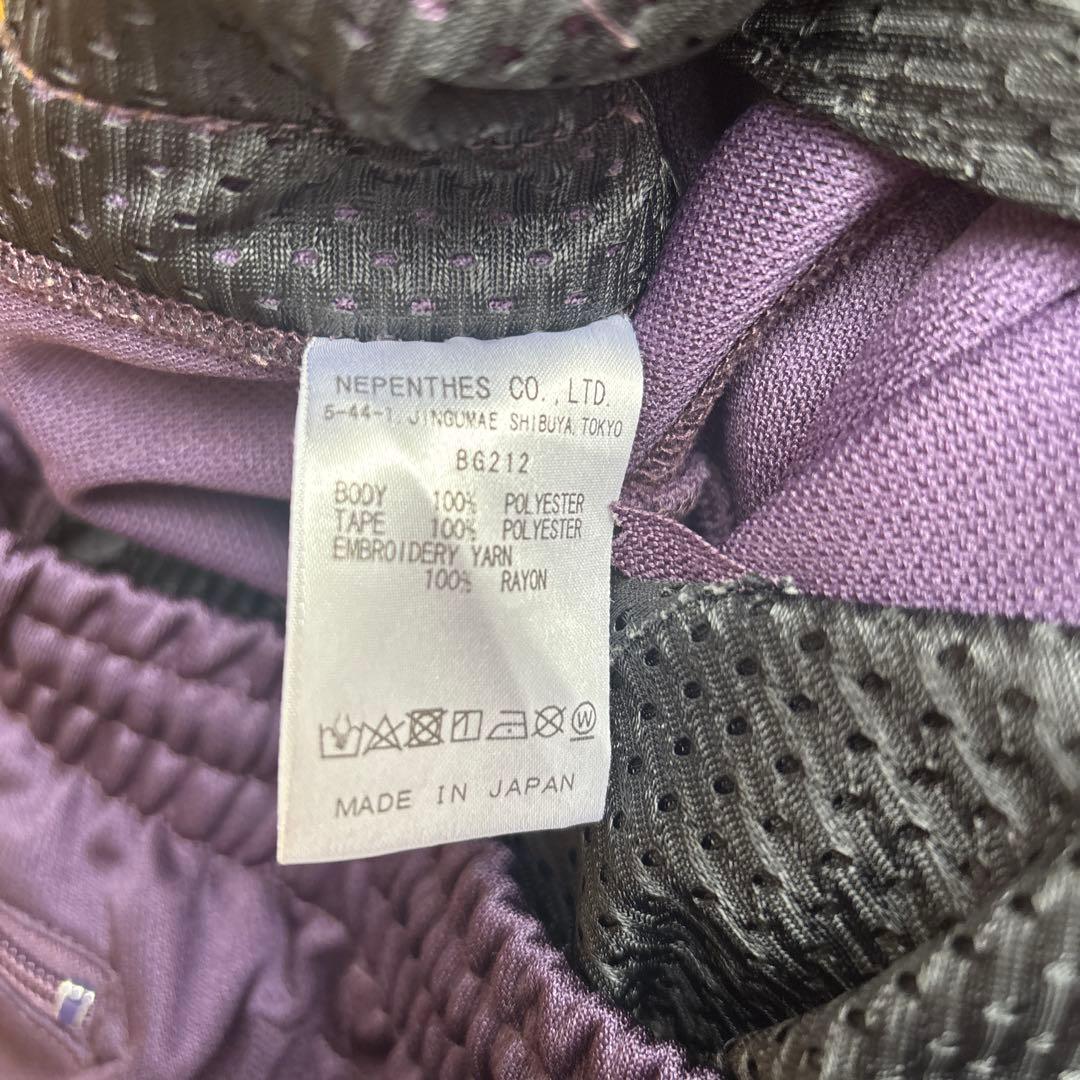 NEPENTHES CO.,LTD.
5-44-1, JINGUMAE SHIBUYA, TOKYO
BG212
BODY 100% POLYESTER
TAPE 100% POLYESTER
EMBROIDERY YARN
100% RAYON
W
MADE IN JAPAN